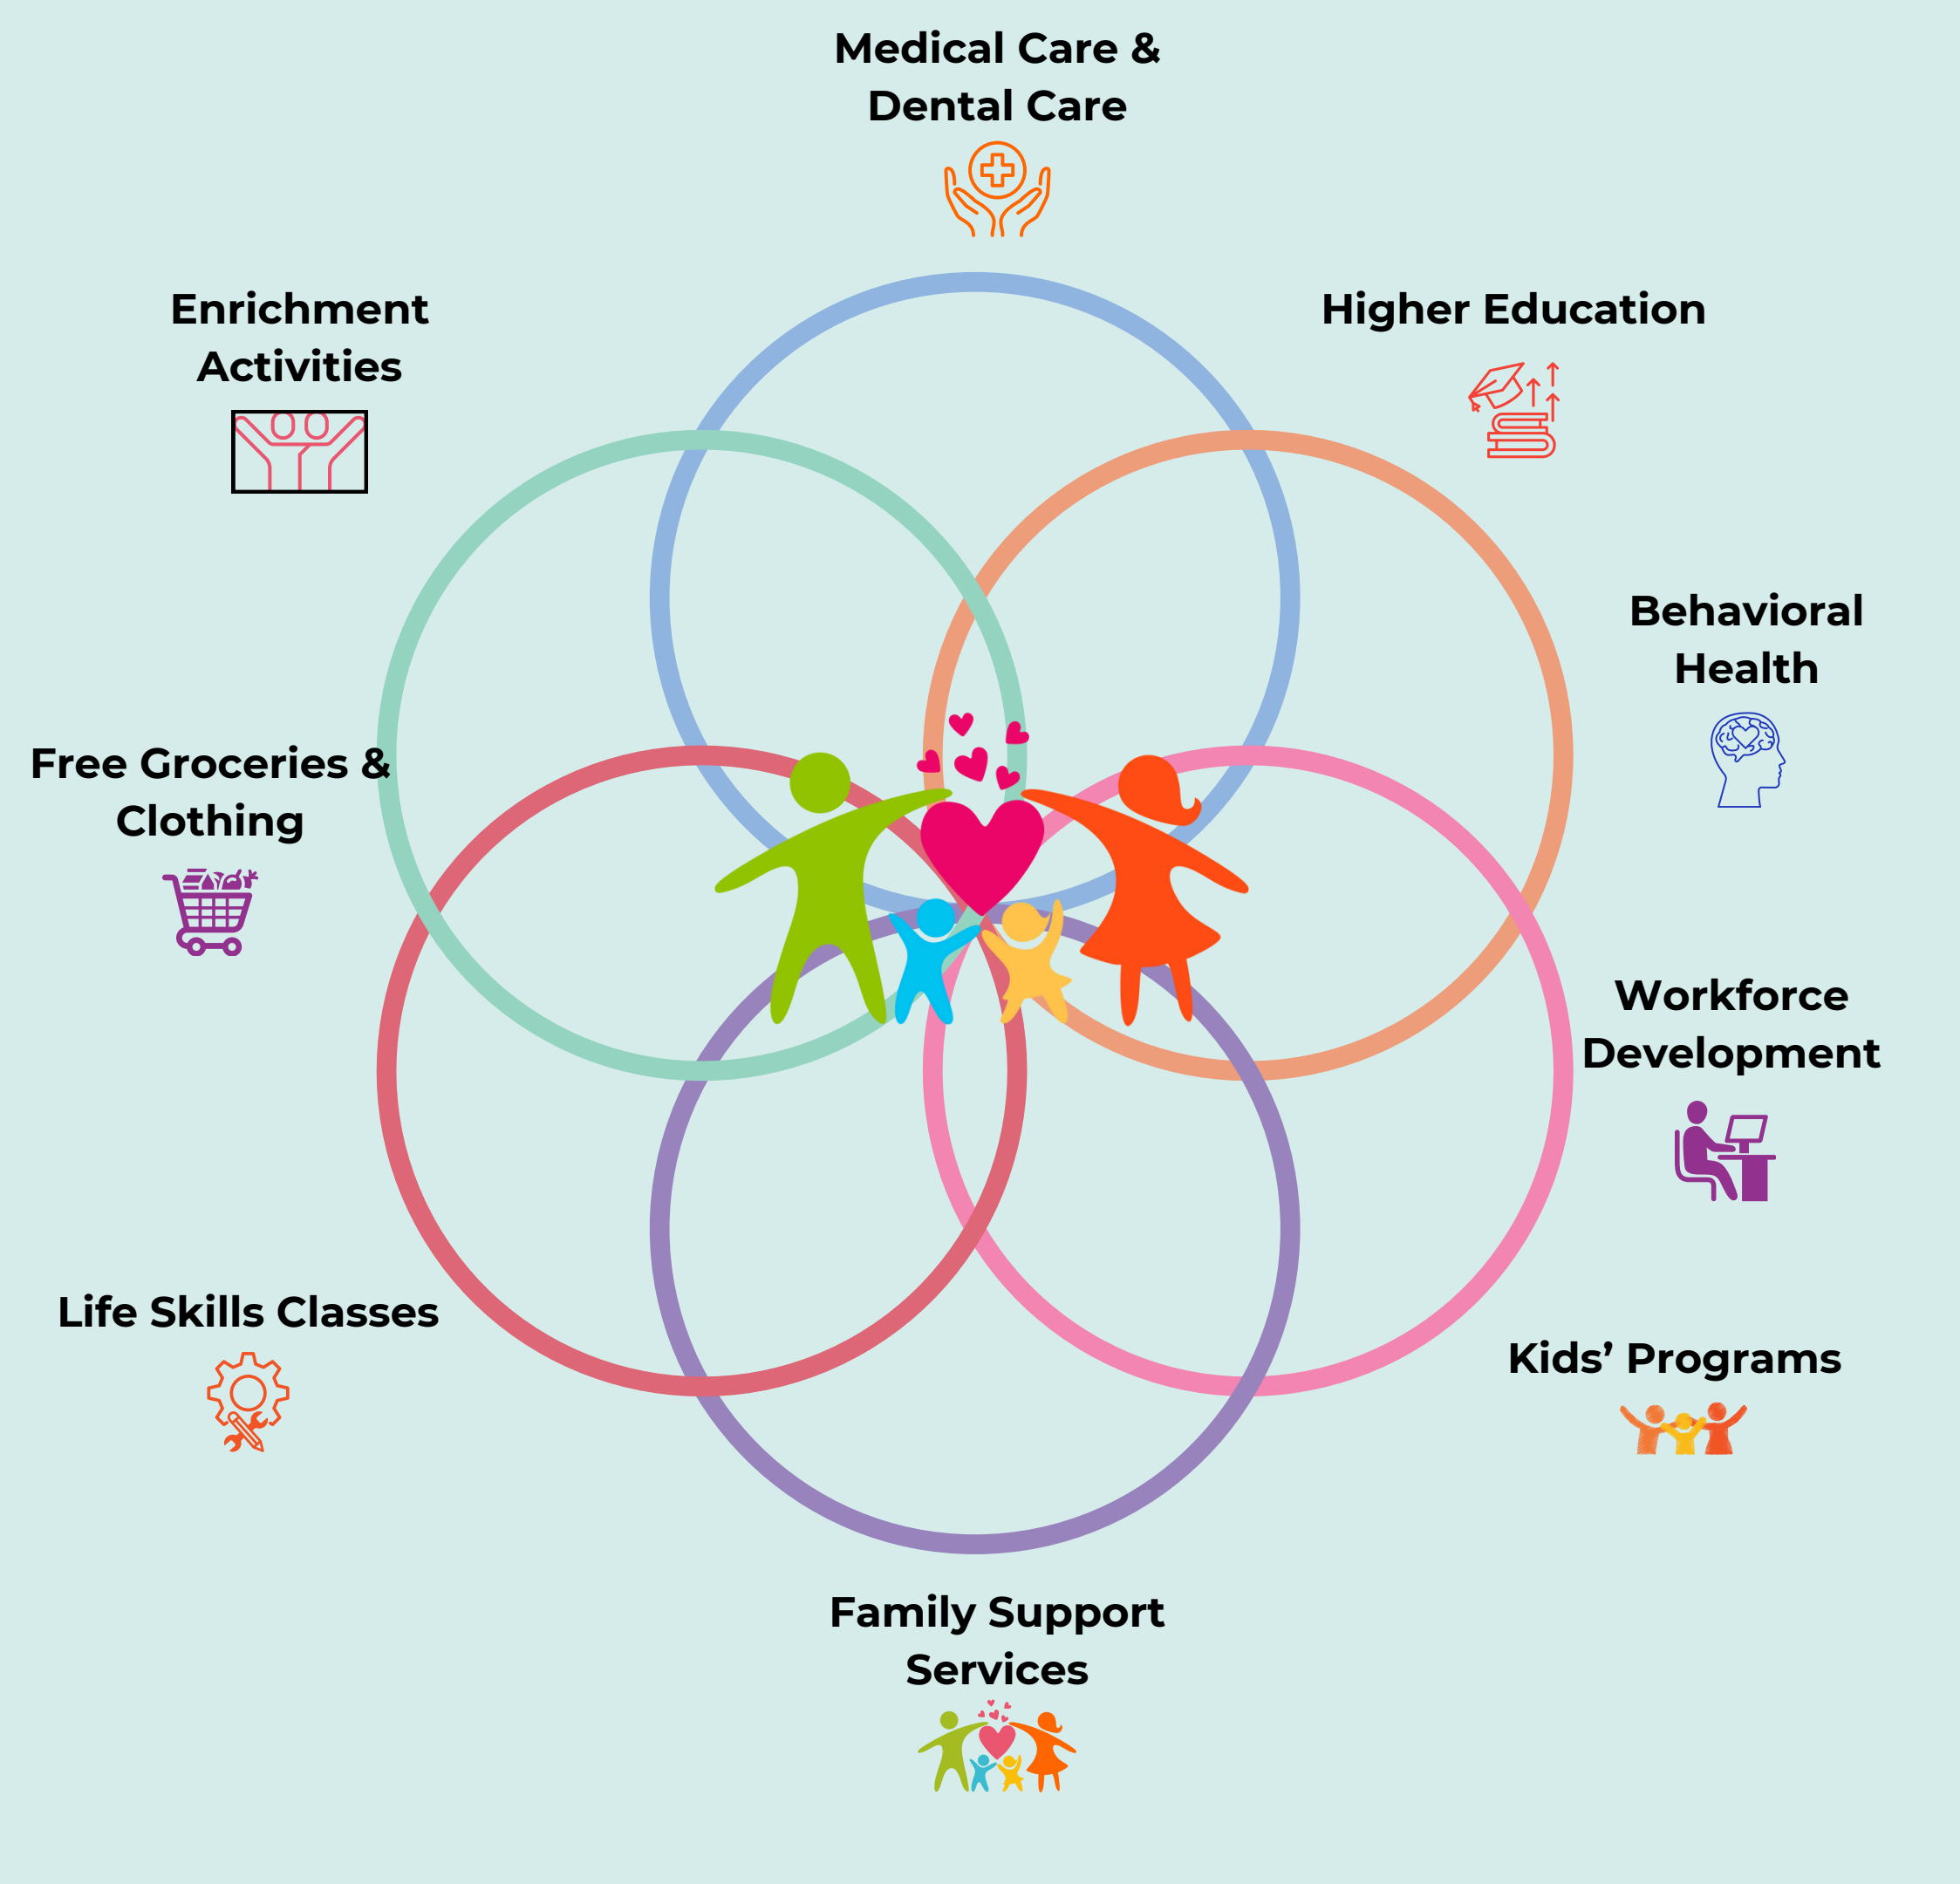 Medical Care &
Dental Care
Enrichment
Activities
Higher Education
Behavioral
Health
Free Groceries &
Clothing
Workforce
Development
Life Skills Classes
Kids’ Programs
Family Support
Services